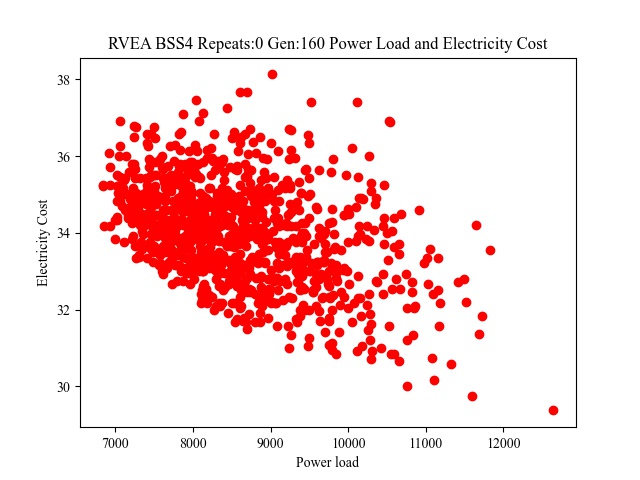 RVEA BSS4 Repeats:0 Gen:160 Power Load and Electricity Cost
38
36
34
32
30
Electricity Cost
7000 8000 9000 10000 11000 12000
Power load